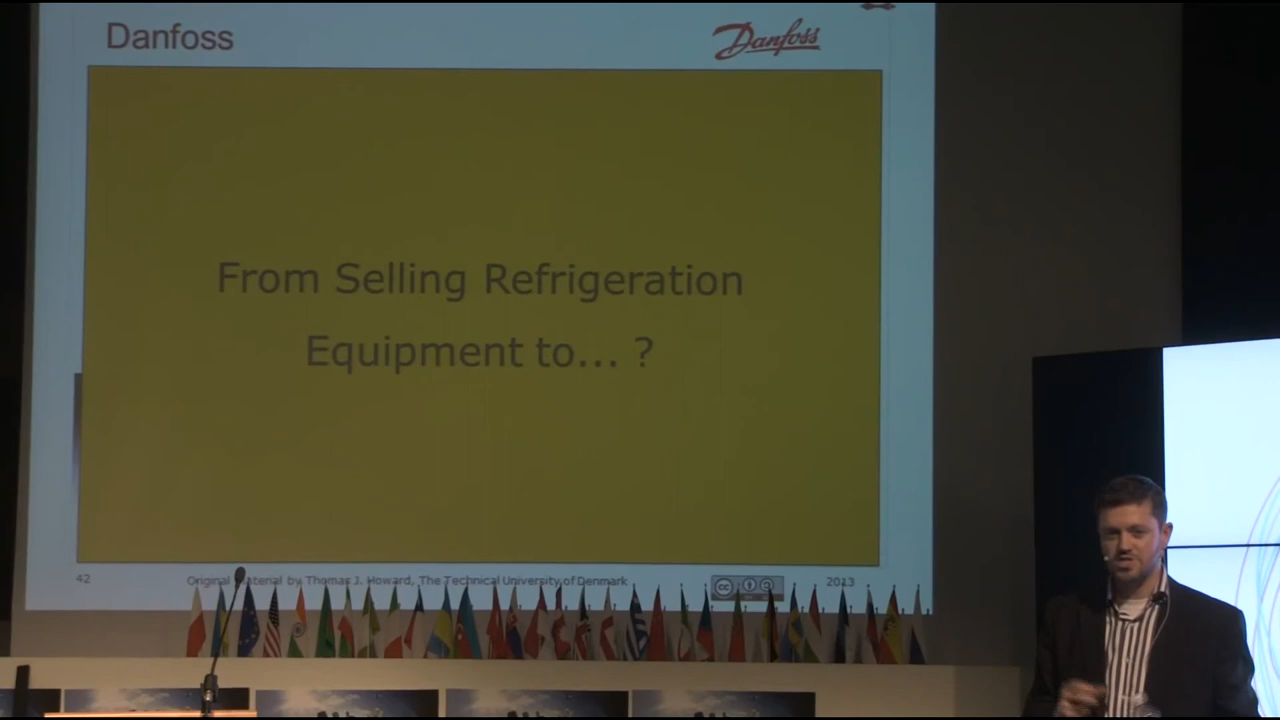 Danfoss
Danfoss
From Selling Refrigeration
Equipment to... ?
42
Original Material by Thomas J. Howard, The Technical University of Denmark
cc
2013